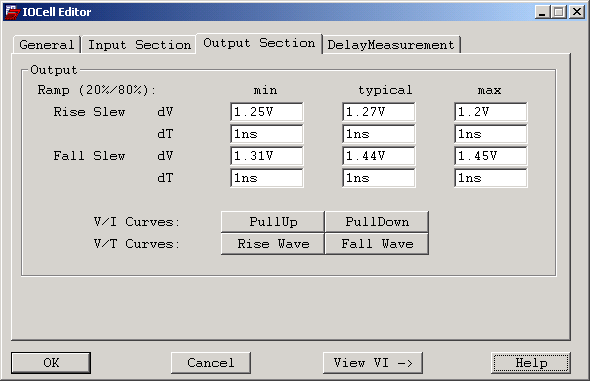 IOCell Editor
General Input Section Output Section DelayMeasurement
Output
Ramp (20%/80%): min typical max
Rise Slew dV 1.25V 1.27V 1.2V
dT 1ns 1ns 1ns
Fall Slew dV 1.31V 1.44V 1.45V
dT 1ns 1ns 1ns
V/I Curves: PullUp PullDown
V/T Curves: Rise Wave Fall Wave
OK Cancel View VI -> Help